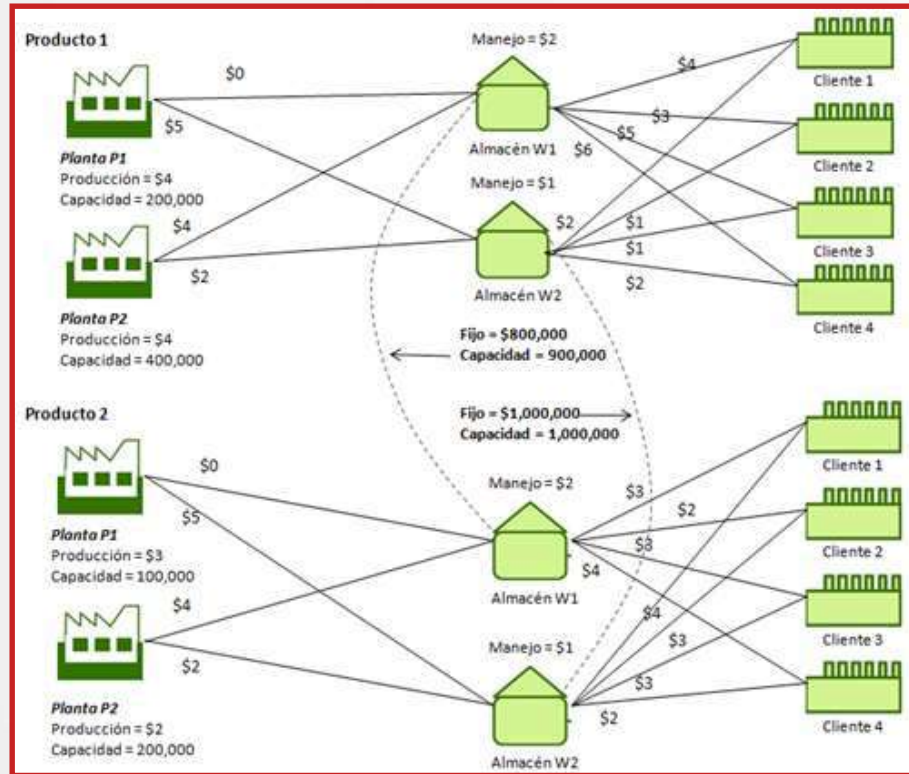 Producto 1
Manejo = $2
$0
$4
Cliente 1
$5
$3
Planta P1
Almacén W1
$5
$6
Producción = $4
Manejo = $1
Cliente 2
Capacidad = 200,000
$4
$2
$1
$1
Cliente 3
$2
$2
Planta P2
Almacén W2
Cliente 4
Producción = $4
Fijo = $800,000
Capacidad = 400,000
Capacidad = 900,000
Producto 2
Fijo = $1,000,000
Capacidad = 1,000,000
$0
Cliente 1
Manejo = $2
$3
$5
$2
Planta P1
$3
Cliente 2
Producción = $3
$4
Capacidad = 100,000
Almacén W1
$4
$4
Manejo = $1
$3
Cliente 3
$2
$3
Planta P2
$2
Cliente 4
Producción = $2
Capacidad = 200,000
Almacén W2